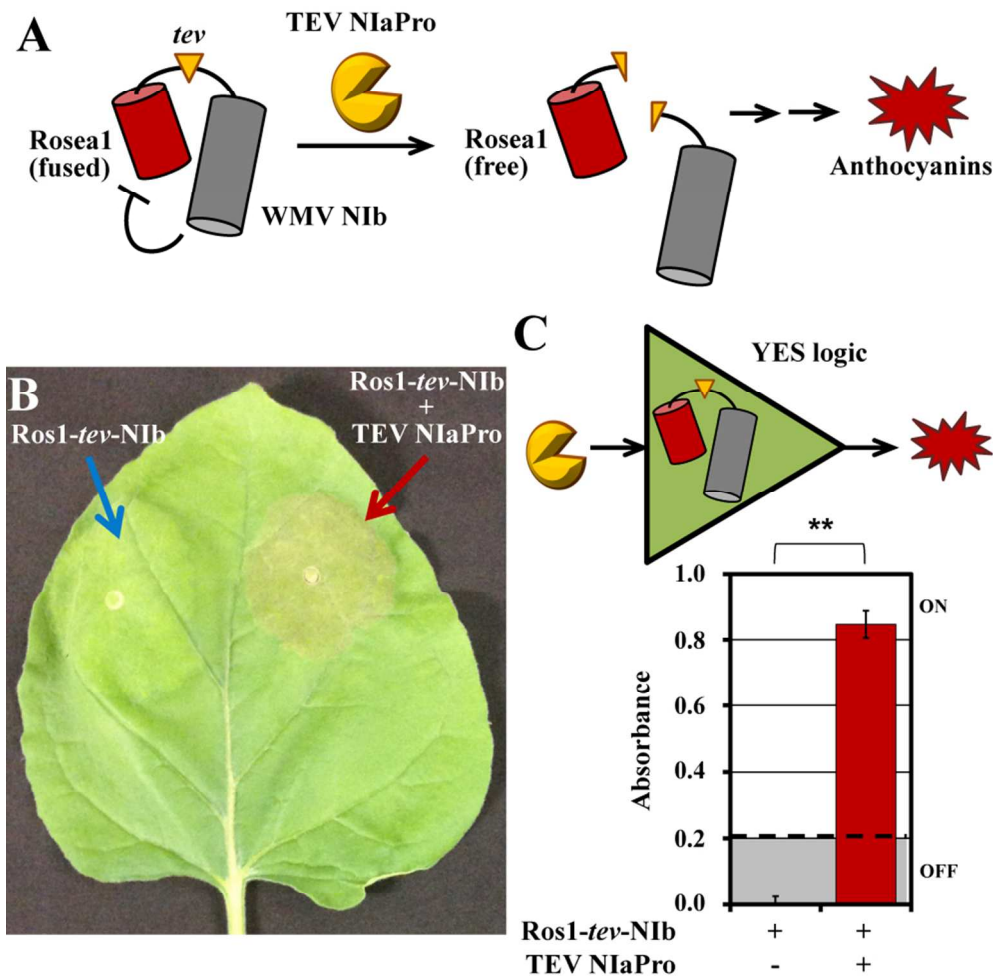 A
tev
TEV NIaPro
Rosea1
(fused)
WMV NIb
Rosea1
(free)
Anthocyanins
B
Ros1-tev-NIb
Ros1-tev-NIb
+
TEV NIaPro
C
YES logic
**
1.0
0.8
0.6
0.4
0.2
0.0
Absorbance
ON
OFF
Ros1-tev-NIb + +
TEV NIaPro - +